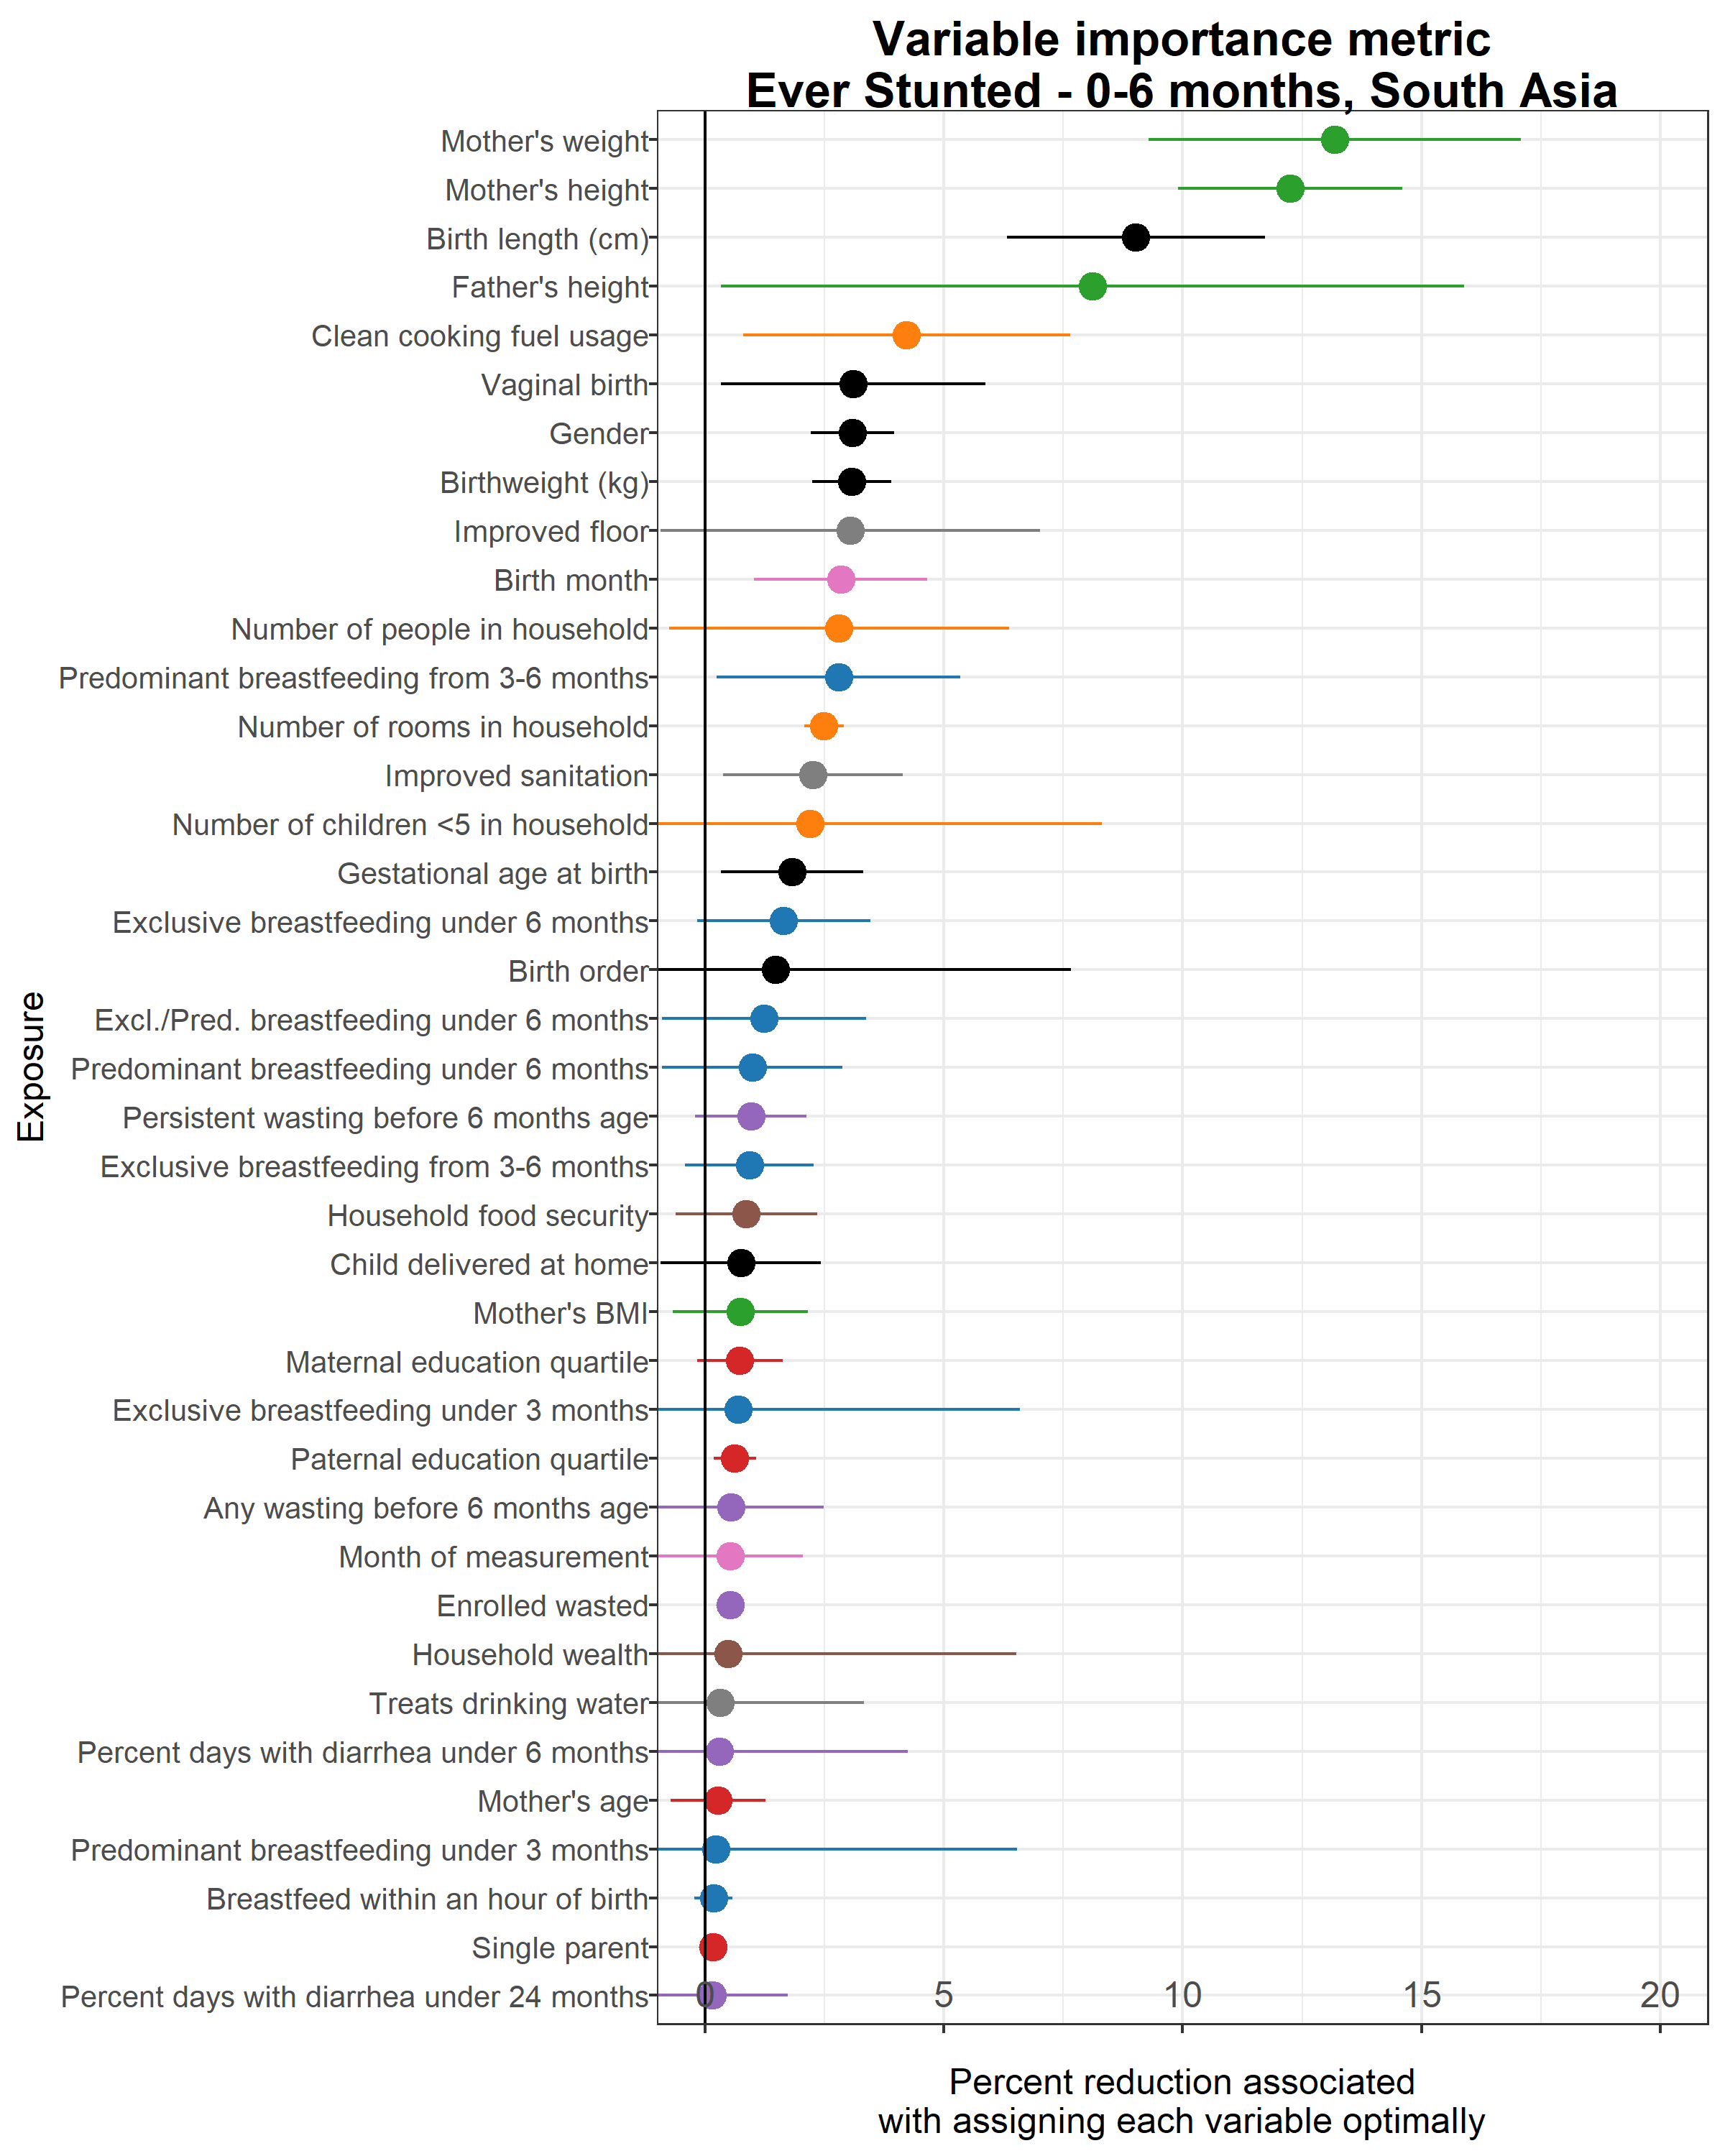 Variable importance metric
Ever Stunted - 0-6 months, South Asia
Mother's weight
Mother's height
Birth length (cm)
Father's height
Clean cooking fuel usage
Vaginal birth
Gender
Birthweight (kg)
Improved floor
Birth month
Number of people in household
Predominant breastfeeding from 3-6 months
Number of rooms in household
Improved sanitation
Number of children <5 in household
Gestational age at birth
Exclusive breastfeeding under 6 months
Birth order
Excl./Pred. breastfeeding under 6 months
Predominant breastfeeding under 6 months
Persistent wasting before 6 months age
Exclusive breastfeeding from 3-6 months
Household food security
Child delivered at home
Mother's BMI
Maternal education quartile
Exclusive breastfeeding under 3 months
Paternal education quartile
Any wasting before 6 months age
Month of measurement
Enrolled wasted
Household wealth
Treats drinking water
Percent days with diarrhea under 6 months
Mother's age
Predominant breastfeeding under 3 months
Breastfeed within an hour of birth
Single parent
Percent days with diarrhea under 24 months
Exposure
0 5 10 15 20
Percent reduction associated
with assigning each variable optimally